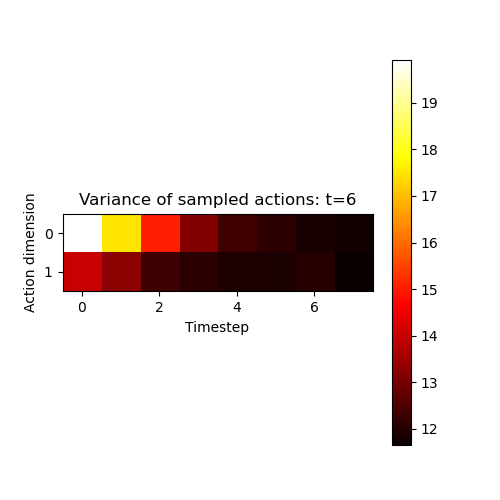 Variance of sampled actions: t=6
Action dimension
0
1
0 2 4 6
Timestep
19
18
17
16
15
14
13
12